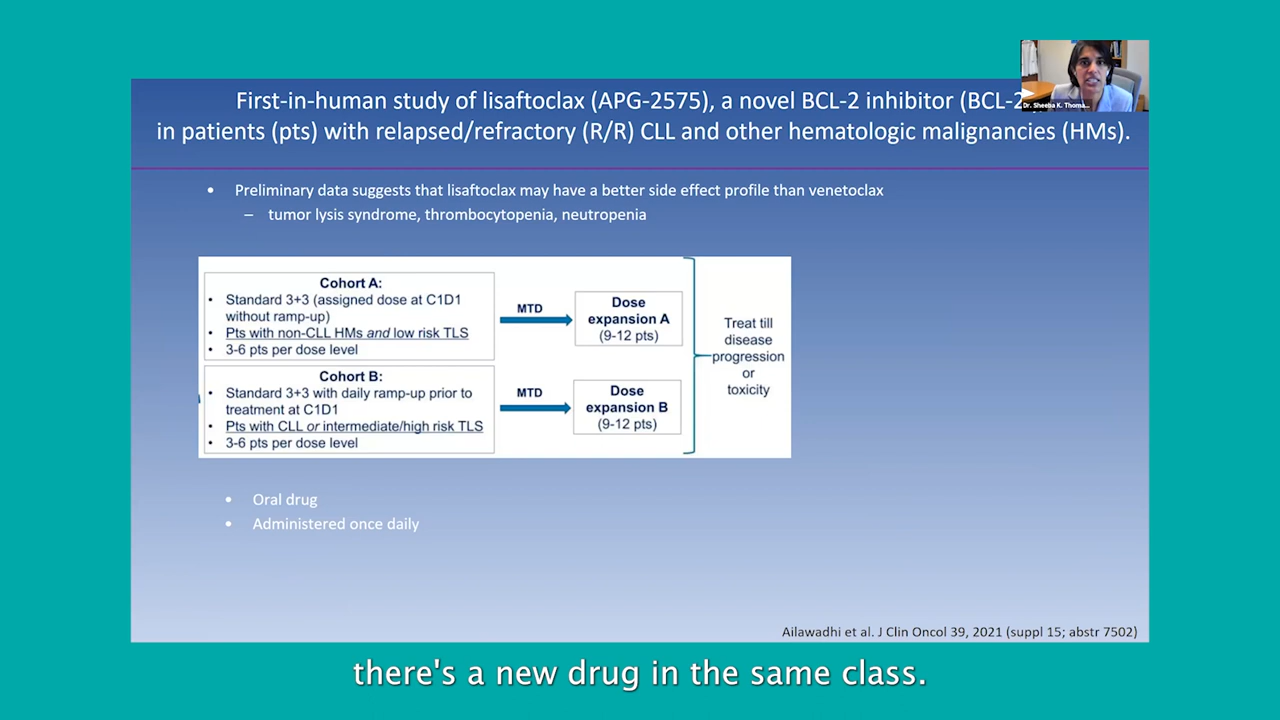 First-in-human study of lisaftoclax (APG-2575), a novel BCL-2 inhibitor (BCL-2
in patients (pts) with relapsed/refractory (R/R) CLL and other hematologic malignancies (HMs).
Dr. Sheeba K. Thoma...
• Preliminary data suggests that lisaftoclax may have a better side effect profile than venetoclax
– tumor lysis syndrome, thrombocytopenia, neutropenia
Cohort A:
• Standard 3+3 (assigned dose at C1D1
without ramp-up)
• Pts with non-CLL HMs and low risk TLS
• 3-6 pts per dose level
MTD
Dose
expansion A
(9-12 pts)
Cohort B:
• Standard 3+3 with daily ramp-up prior to
treatment at C1D1
• Pts with CLL or intermediate/high risk TLS
• 3-6 pts per dose level
MTD
Dose
expansion B
(9-12 pts)
Treat till
disease
progression
or
toxicity
• Oral drug
• Administered once daily
Ailawadhi et al. J Clin Oncol 39, 2021 (suppl 15; abstr 7502)
there's a new drug in the same class.